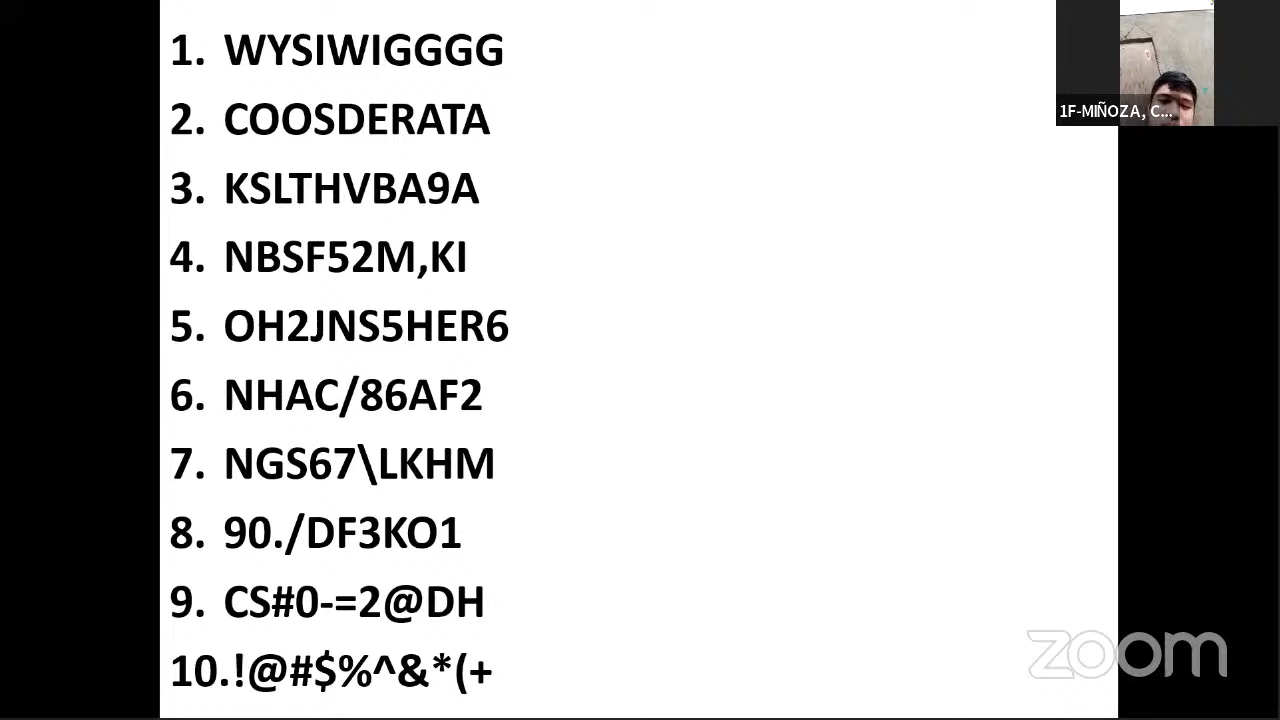 1. WYSIWIGGGG
2. COOSDERATA
3. KSLTHVBA9A
4. NBSF52M,KI
5. OH2JNS5HER6
6. NHAC/86AF2
7. NGS67\LKHM
8. 90./DF3KO1
9. CS#0-=2@DH
10.!@#$%^&*(+
1F-MIÑOZA, C...
zoom